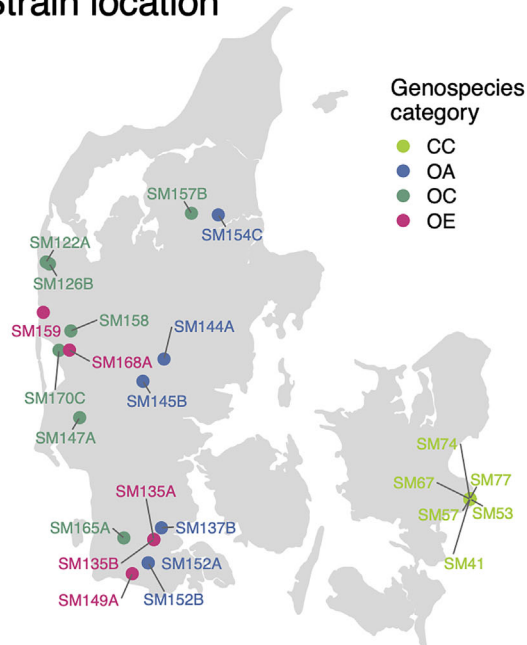 Strain location
Genospecies
category
CC
OA
OC
OE
SM157B
SM154C
SM122A
SM126B
SM159
SM158
SM144A
SM168A
SM170C
SM145B
SM147A
SM74
SM67
SM77
SM57
SM53
SM41
SM135A
SM165A
SM137B
SM135B
SM152A
SM149A
SM152B